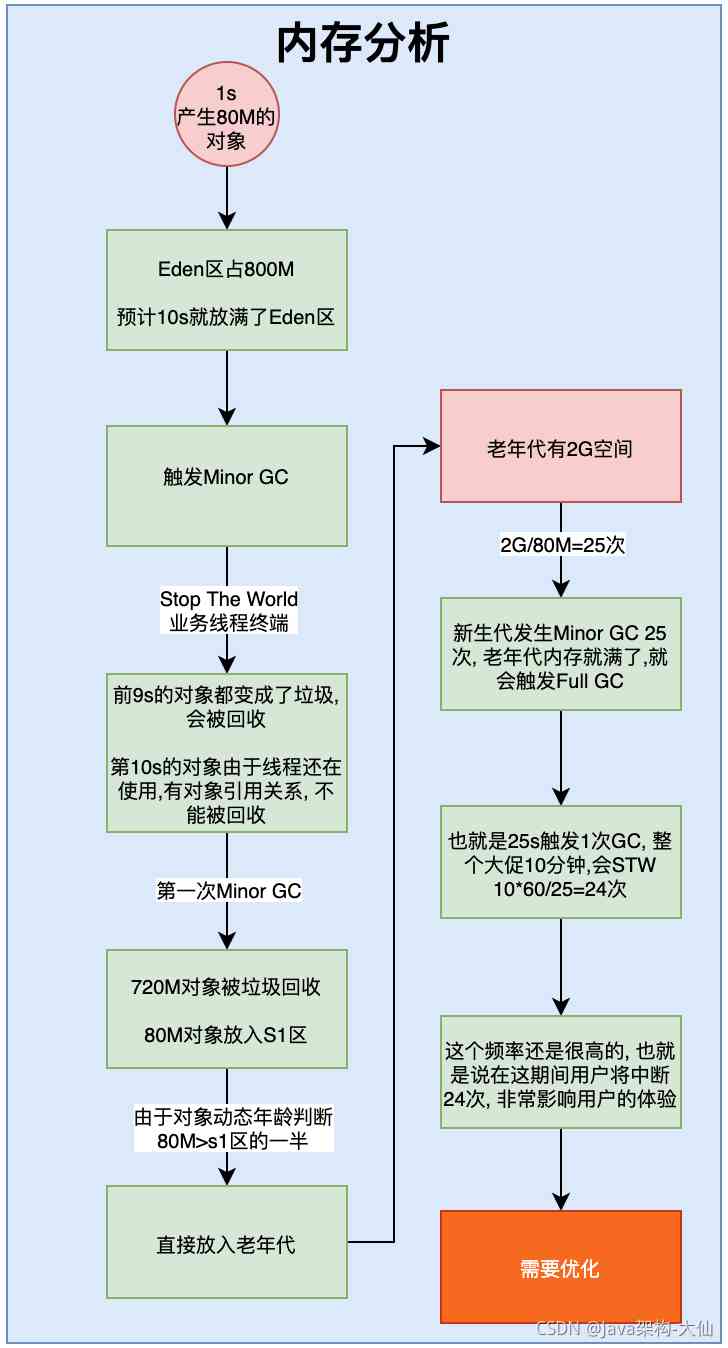 内存分析
1s
产生80M的
对象
Eden区占800M
预计10s就放满了Eden区
触发Minor GC
Stop The World
业务线程终端
前9s的对象都变成了垃圾,
会被回收
第10s的对象由于线程还在
使用,有对象引用关系, 不
能被回收
第一次Minor GC
720M对象被垃圾回收
80M对象放入S1区
由于对象动态年龄判断
80M>s1区的一半
直接放入老年代
老年代有2G空间
2G/80M=25次
新生代发生Minor GC 25
次, 老年代内存就满了,就
会触发Full GC
也就是25s触发1次GC, 整
个大促10分钟,会STW
10*60/25=24次
这个频率还是很高的, 也就
是说在这期间用户将中断
24次, 非常影响用户的体验
需要优化
CSDN @java架构-大仙